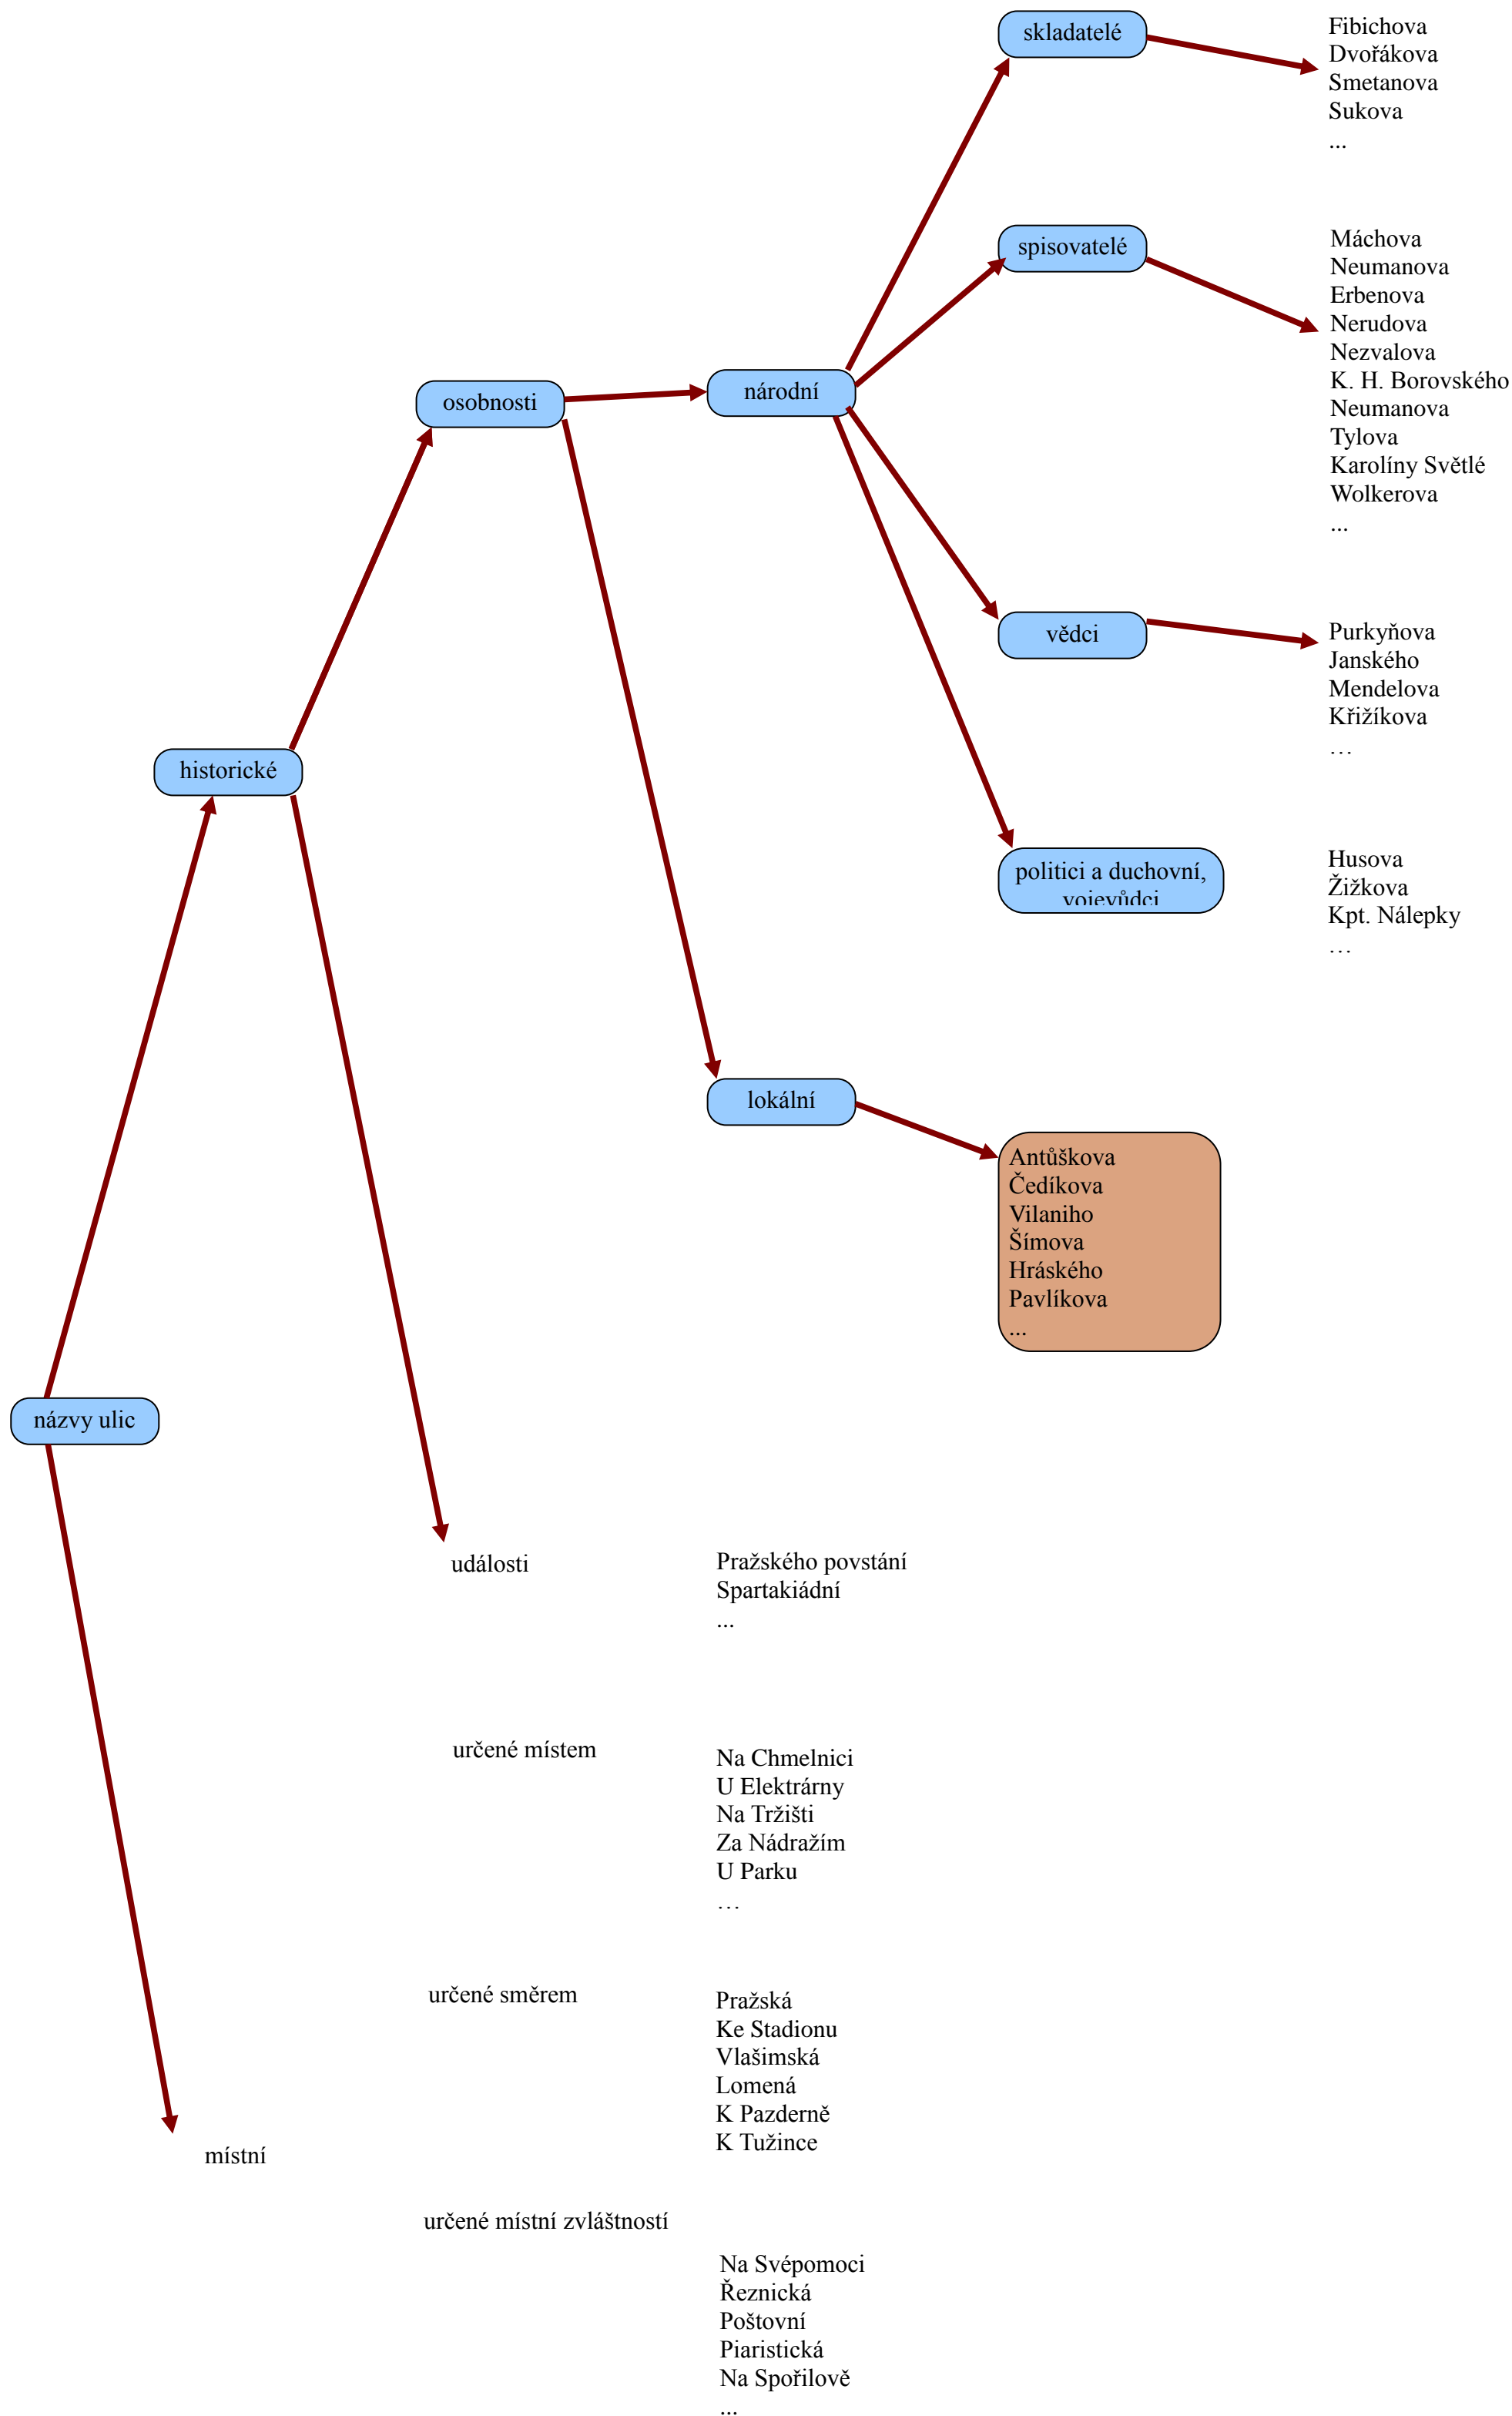 skladatelé
Fibichova
Dvořákova
Smetanova
Sukova
...
spisovatelé
Máchova
Neumanova
Erbenova
Nerudova
Nezvalova
K. H. Borovského
Neumanova
Tylova
Karolíny Světlé
Wolkerova
...
osobnosti
národní
vědci
Purkyňova
Janského
Mendelova
Křižíkova
…
historické
politici a duchovní,
vojevůdci
Husova
Žižkova
Kpt. Nálepky
…
lokální
Antůškova
Čedíkova
Vilaniho
Šímova
Hráského
Pavlíkova
...
názvy ulic
události
Pražského povstání
Spartakiádní
...
určené místem
Na Chmelnici
U Elektrárny
Na Tržišti
Za Nádražím
U Parku
…
určené směrem
Pražská
Ke Stadionu
Vlašimská
Lomená
K Pazderně
K Tužince
místní
určené místní zvláštností
Na Svépomoci
Řeznická
Poštovní
Piaristická
Na Spořilově
...